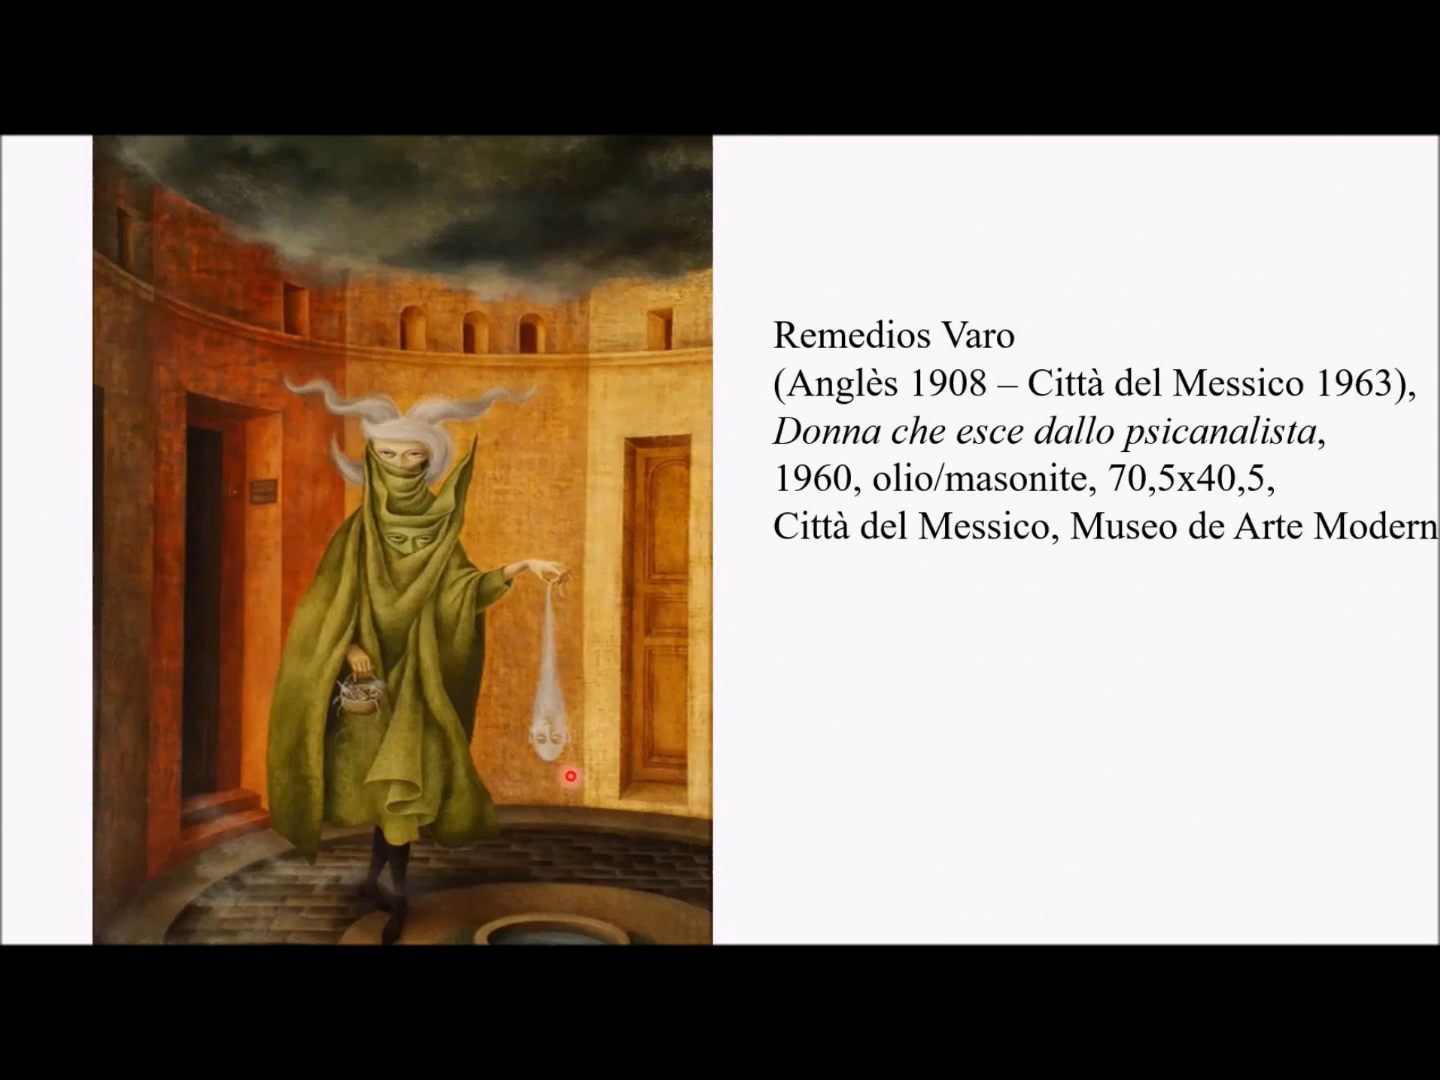 Remedios Varo
(Anglès 1908 – Città del Messico 1963),
Donna che esce dallo psicanalista,
1960, olio/masonite, 70,5x40,5,
Città del Messico, Museo de Arte Modern